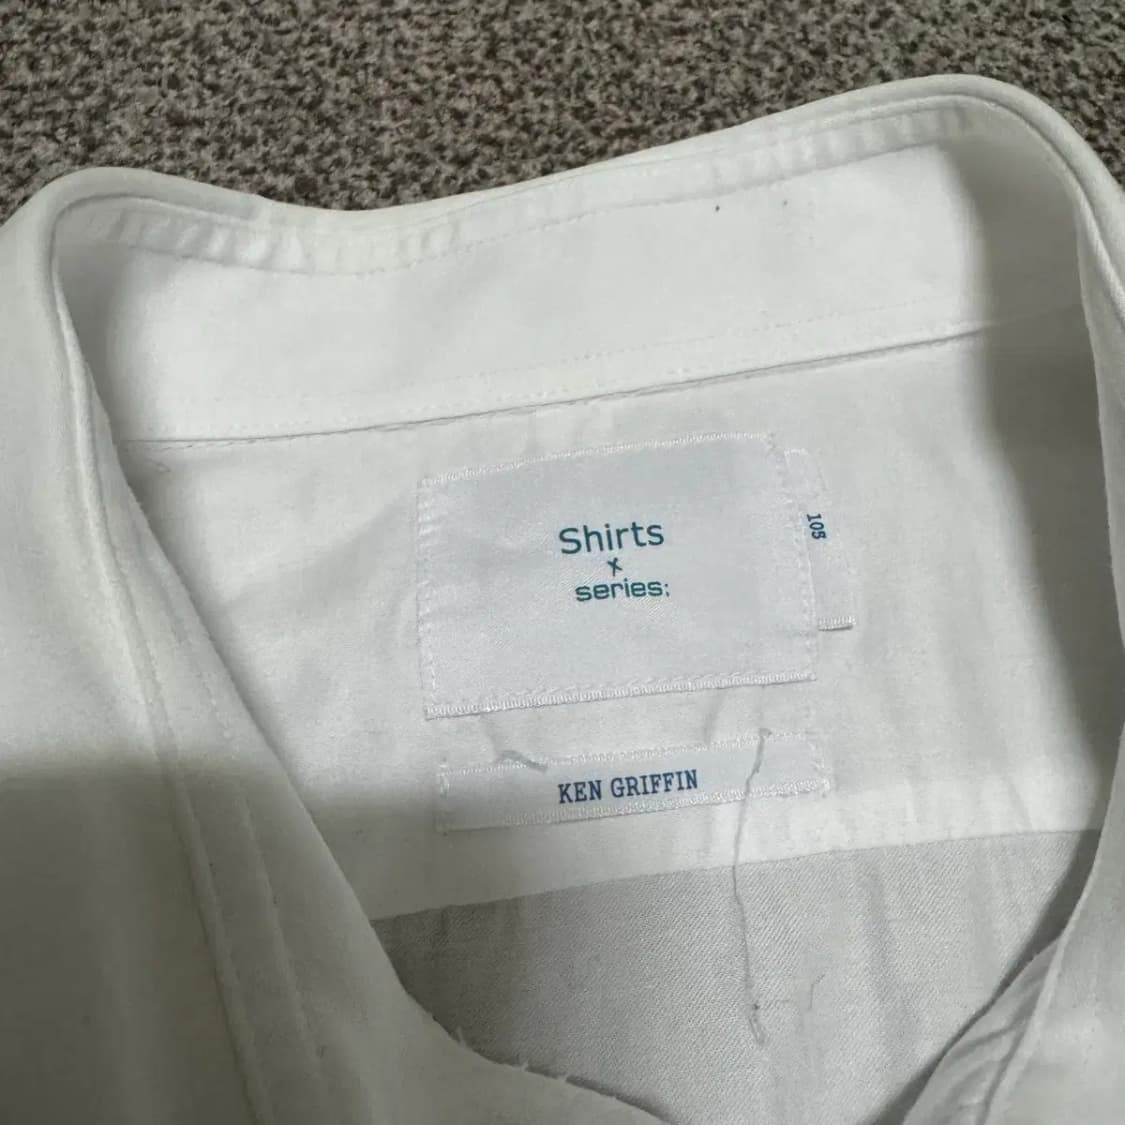 Shirts
x
series;
105
KEN GRIFFIN